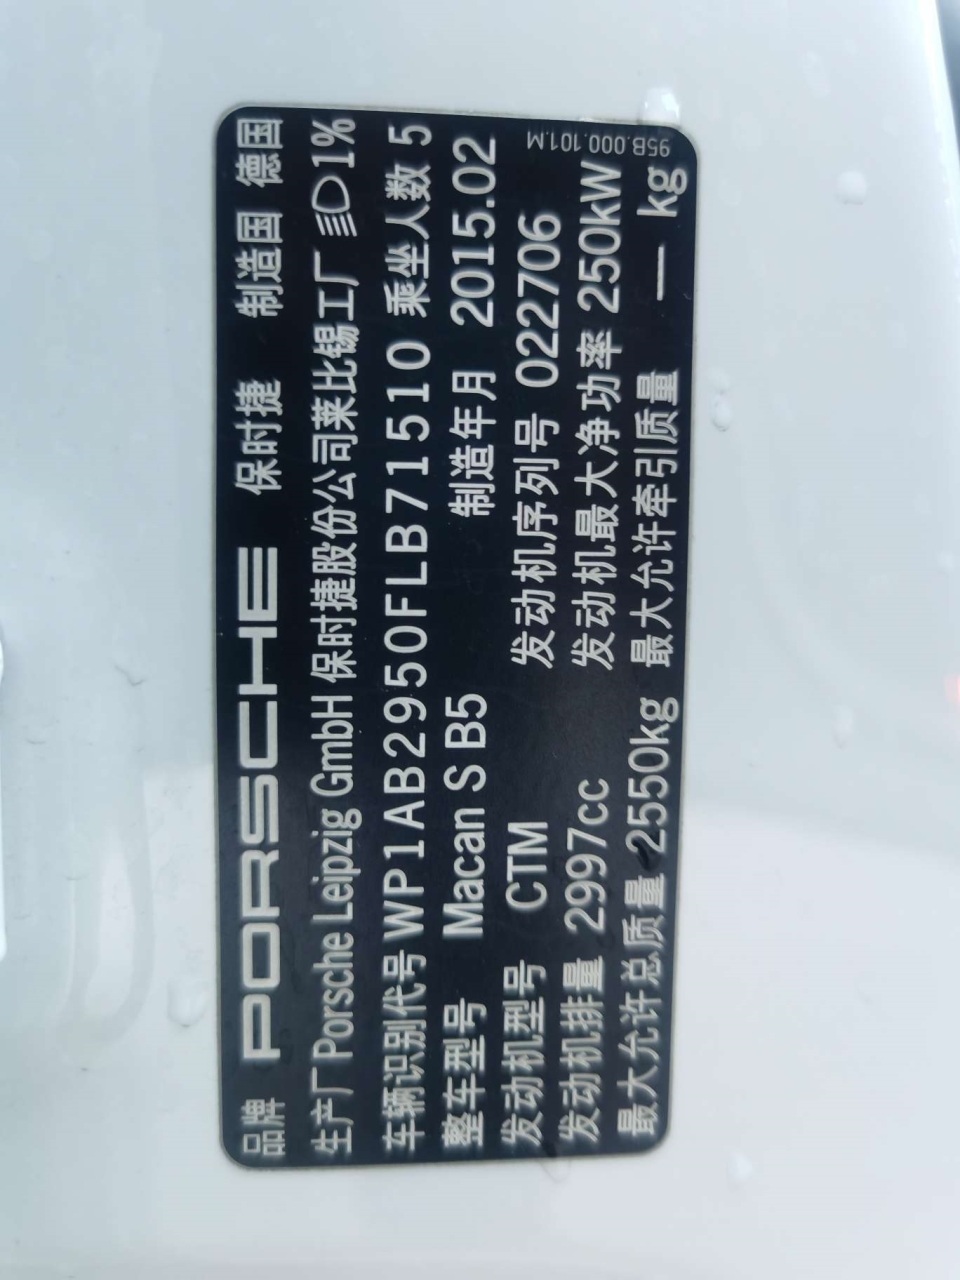 品牌 PORSCHE 保时捷 制造国 德国
生产厂 Porsche Leipzig GmbH 保时捷股份公司莱比锡工厂 1%
车辆识别代号 WP1AB2950FLB71510 乘坐人数 5
整车型号 Macan S B5 制造年月 2015.02
发动机型号 CTM 发动机序列号 022706
发动机排量 2997cc 发动机最大净功率 250kW
最大允许总质量 2550kg 最大允许牵引质量 — kg
95B.000.101.M